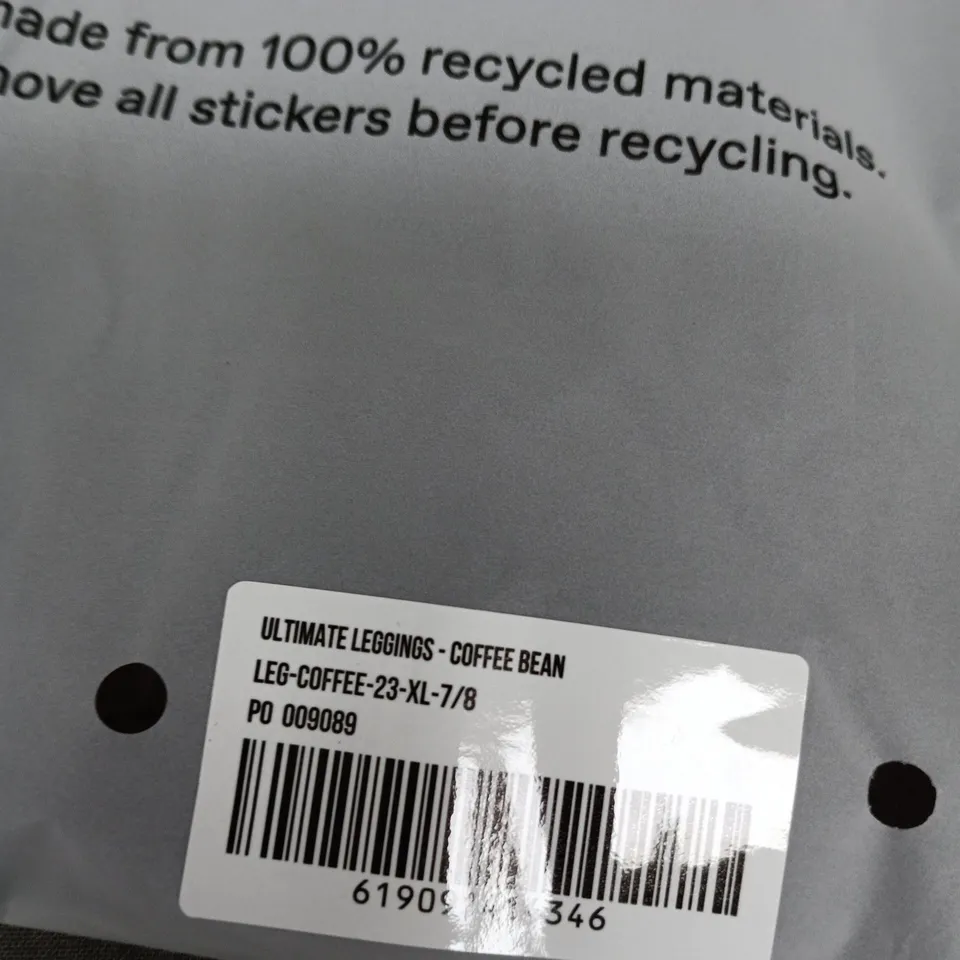 made from 100% recycled materials.
all stickers before recycling.
ULTIMATE LEGGINGS - COFFEE BEAN
LEG-COFFEE-23-XL-7/8
PO 009089